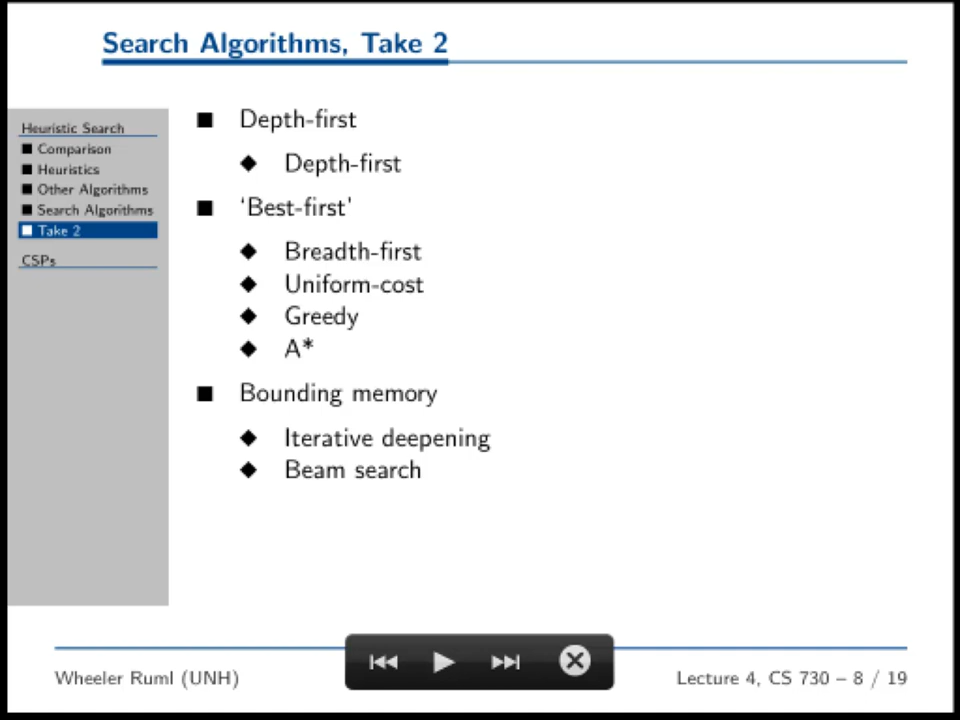 Search Algorithms, Take 2
Heuristic Search
Comparison
Heuristics
Other Algorithms
Search Algorithms
Take 2
CSPs
Depth-first
Depth-first
‘Best-first’
Breadth-first
Uniform-cost
Greedy
A*
Bounding memory
Iterative deepening
Beam search
Wheeler Ruml (UNH)
Lecture 4, CS 730 – 8 / 19